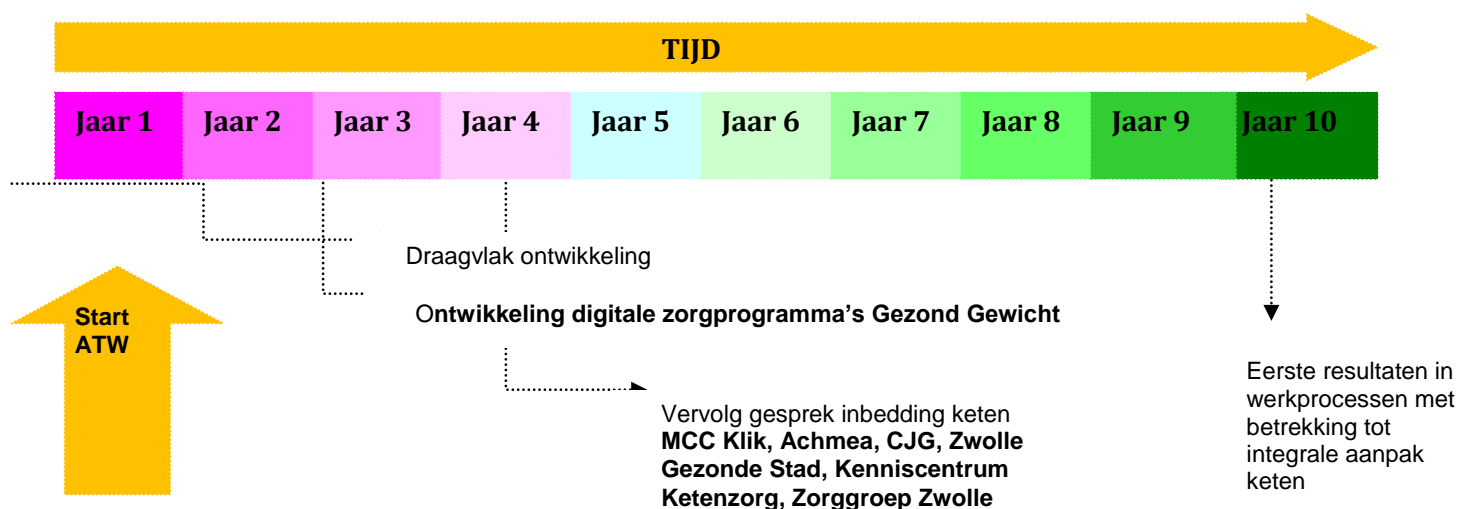 TIJD
Jaar 1 Jaar 2 Jaar 3 Jaar 4 Jaar 5 Jaar 6 Jaar 7 Jaar 8 Jaar 9 Jaar 10
Draagvlak ontwikkeling
Start
ATW
Ontwikkeling digitale zorgprogramma's Gezond Gewicht
Vervolg gesprek inbedding keten
MCC Klik, Achmea, CJG, Zwolle
Gezonde Stad, Kenniscentrum
Ketenzorg, Zorggroep Zwolle
Eerste resultaten in
werkprocessen met
betrekking tot
integrale aanpak
keten